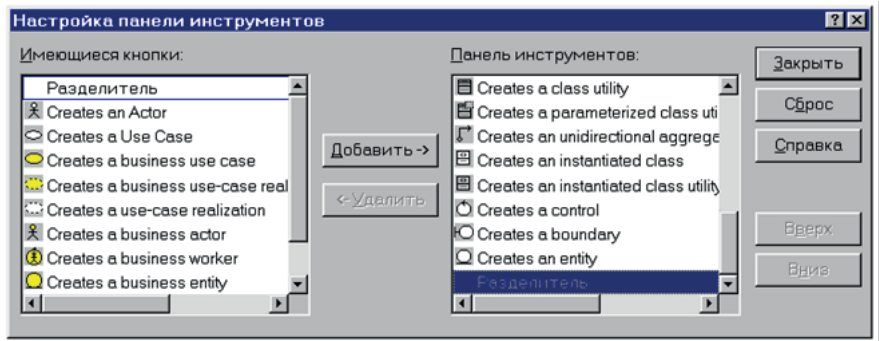 Настройка панели инструментов
Имеющиеся кнопки:
Разделитель
Creates an Actor
Creates a Use Case
Creates a business use case
Creates a business use-case real
Creates a use-case realization
Creates a business actor
Creates a business worker
Creates a business entity
Добавить ->
<-Удалить
Панель инструментов:
Creates a class utility
Creates a parameterized class uti
Creates an unidirectional aggrega
Creates an instantiated class
Creates an instantiated class utility
Creates a control
Creates a boundary
Creates an entity
Разделитель
Закрыть
Сброс
Справка
Вверх
Вниз